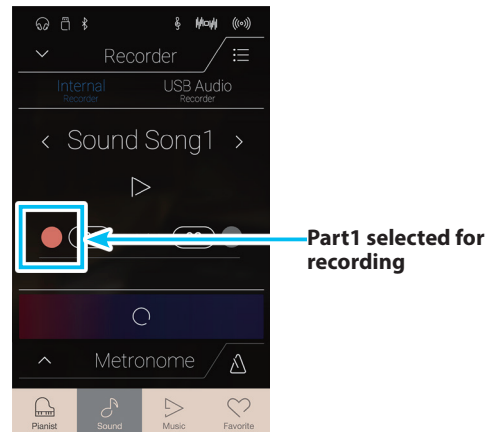 Recorder
Internal
Recorder
USB Audio
Recorder
Sound Song1
Part1 selected for
recording
Metronome
Pianist
Sound
Music
Favorite